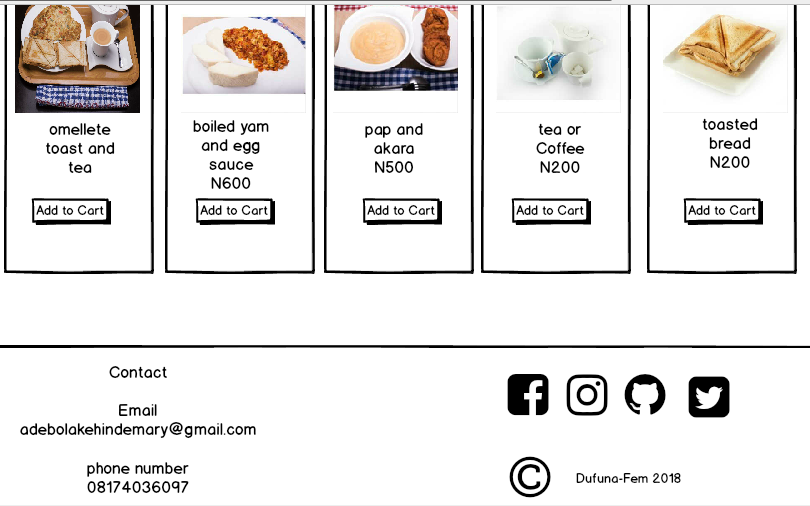 omellete
toast and
tea
Add to Cart
boiled yam
and egg
sauce
N600
Add to Cart
pap and
akara
N500
Add to Cart
tea or
Coffee
N200
Add to Cart
toasted
bread
N200
Add to Cart
Contact
Email
adebolakehindemary@gmail.com
phone number
08174036097
© Dufuna-Fem 2018